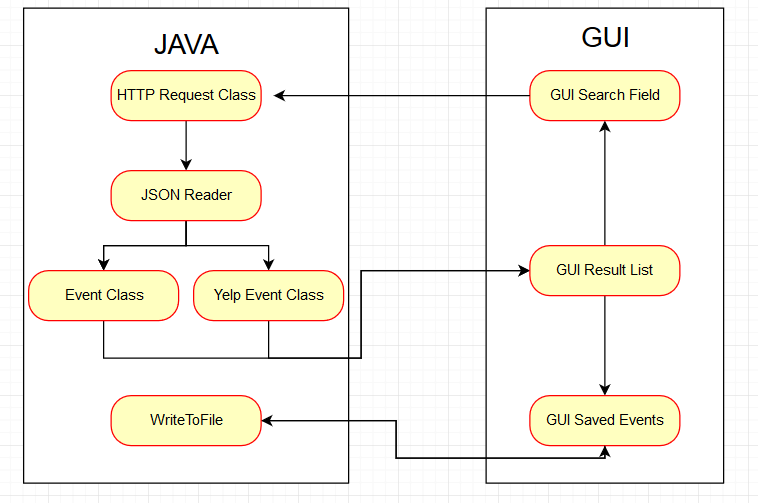 JAVA
GUI
HTTP Request Class
GUI Search Field
JSON Reader
GUI Result List
Event Class
Yelp Event Class
WriteToFile
GUI Saved Events